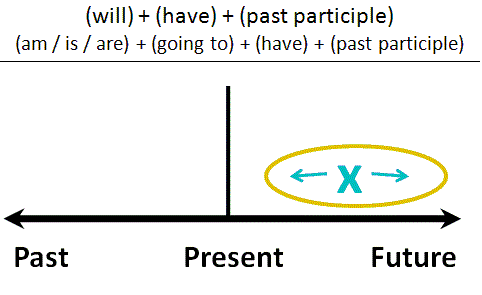 (will) + (have) + (past participle)
(am / is / are) + (going to) + (have) + (past participle)
X
Past Present Future